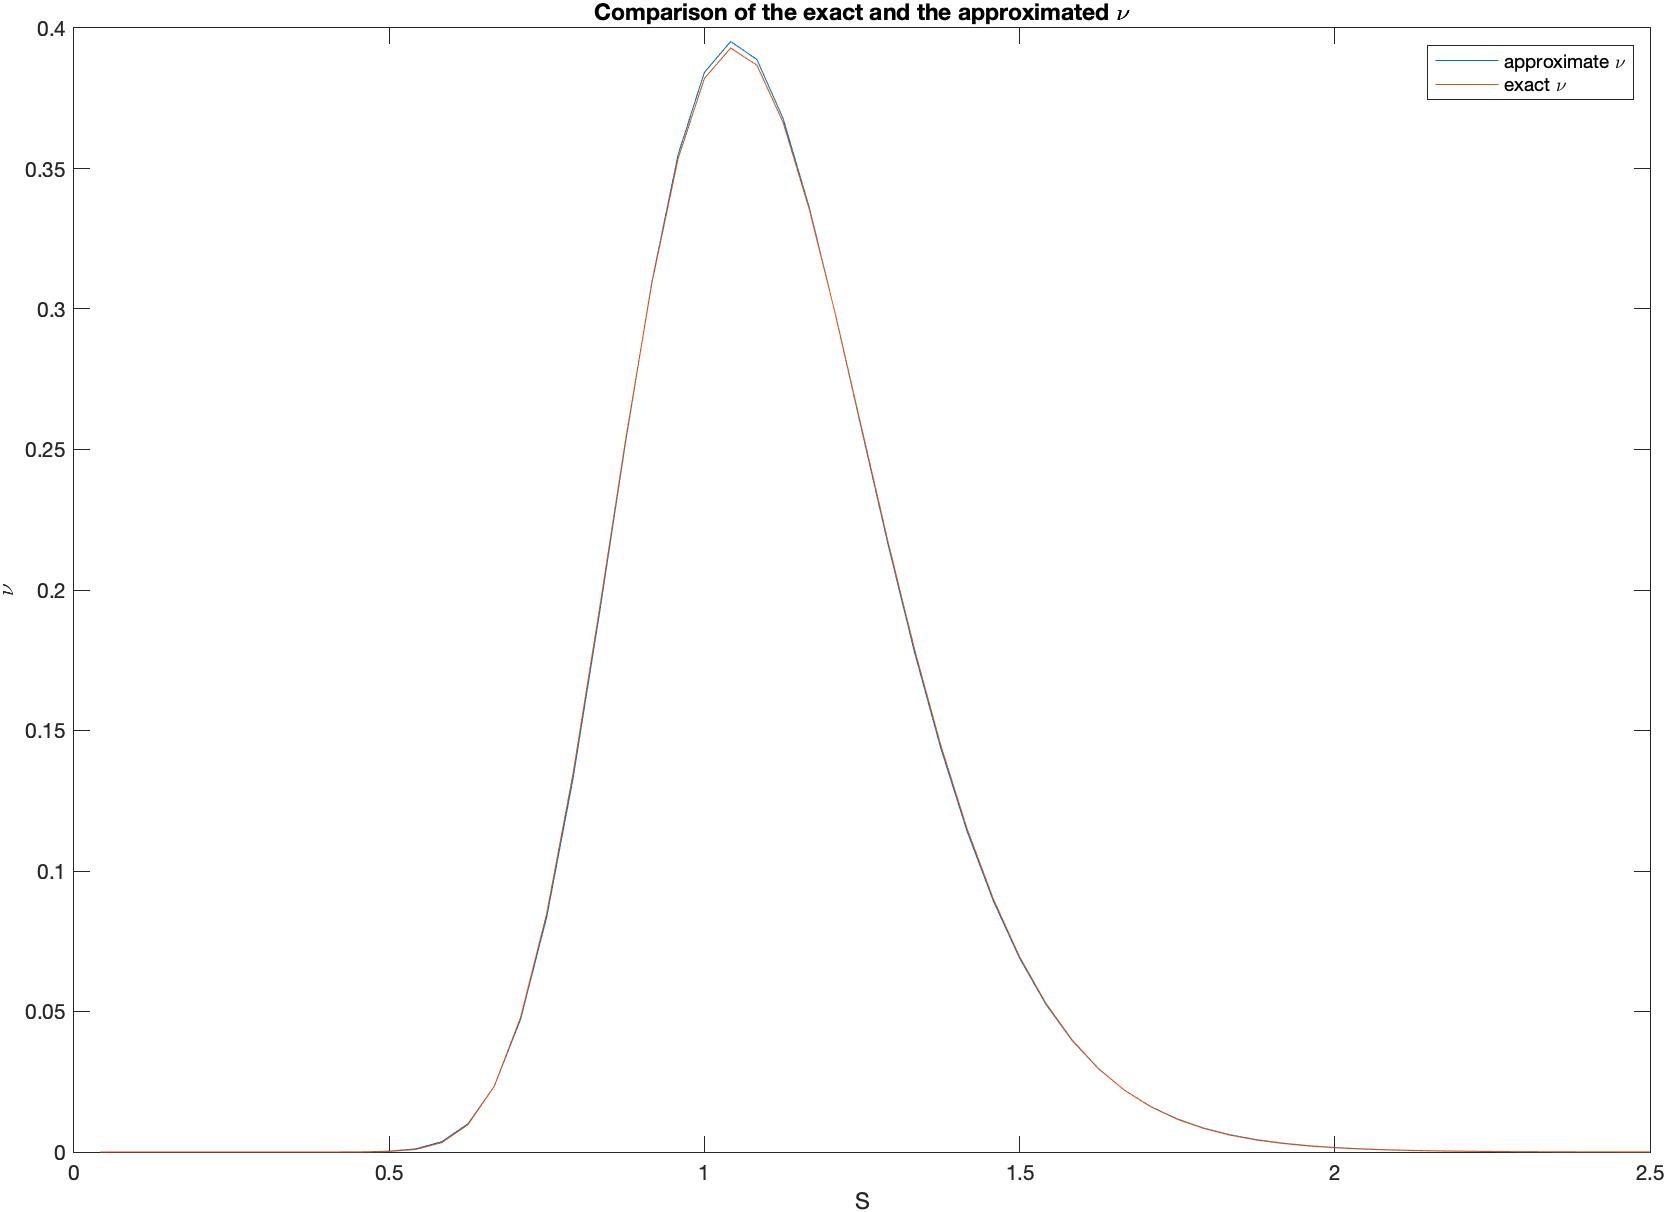 Comparison of the exact and the approximated ν
approximate ν
exact ν
0.4
0.35
0.3
0.25
0.2
0.15
0.1
0.05
0
ν
0 0.5 1 1.5 2 2.5
S